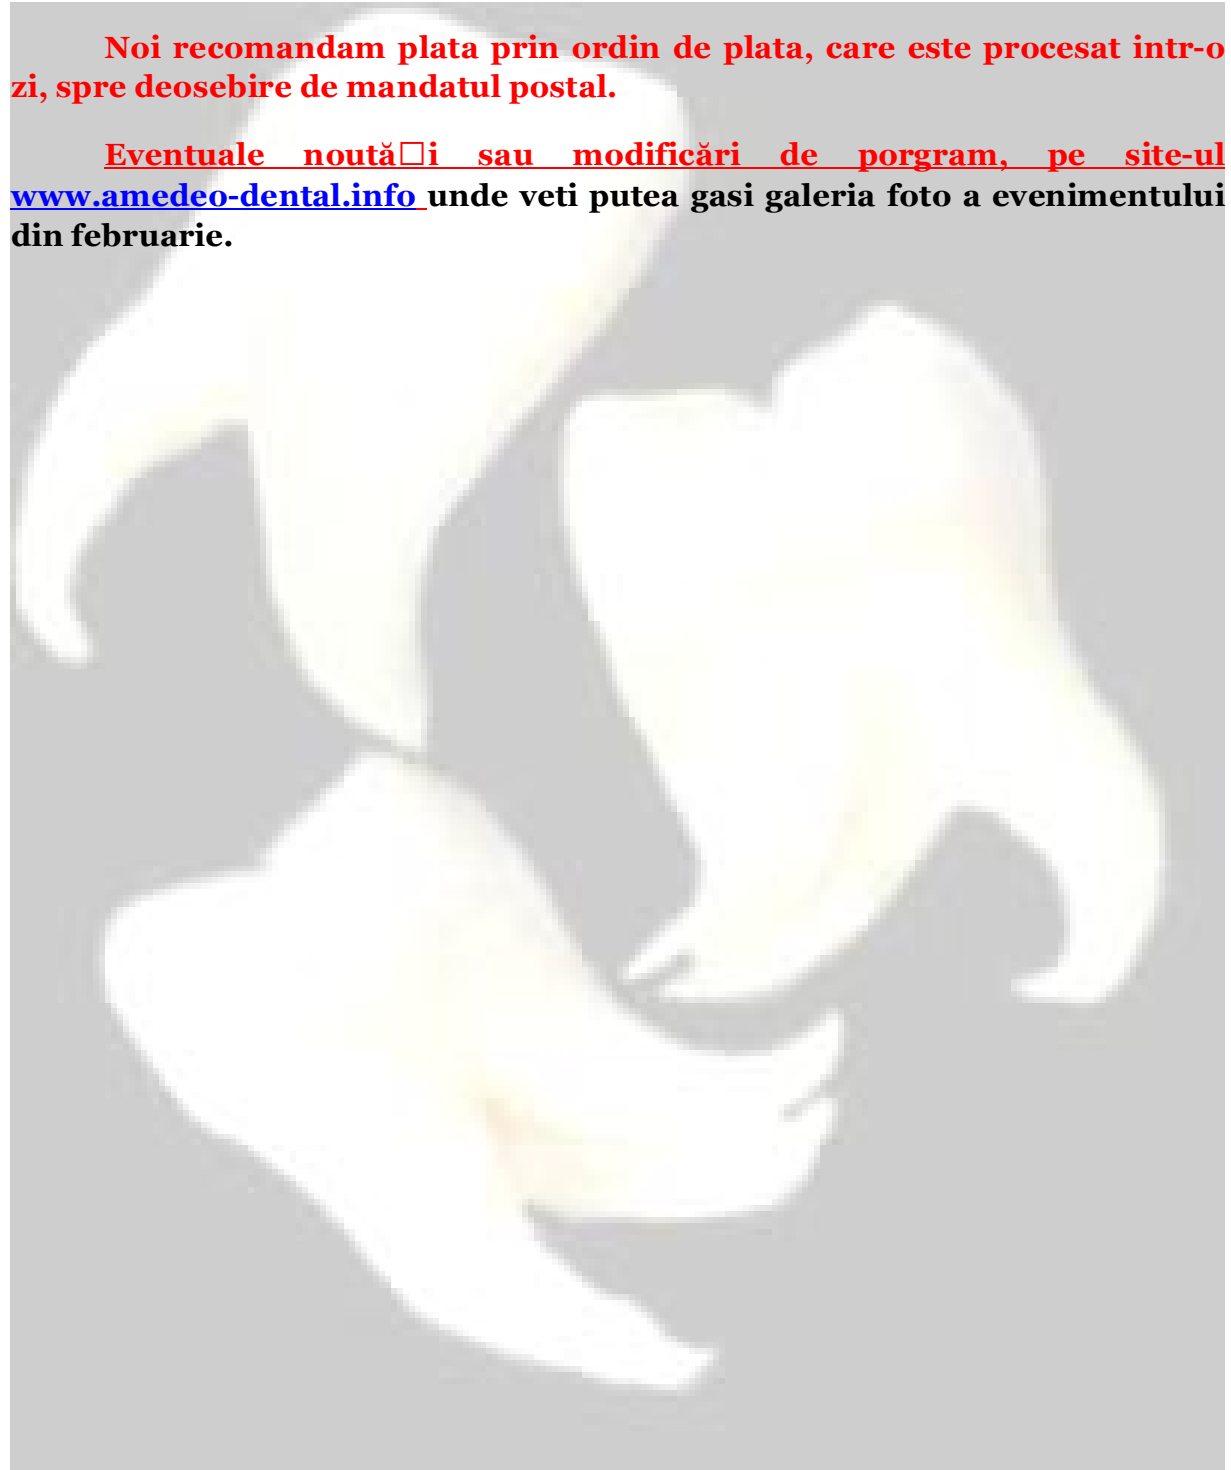 Noi recomandam plata prin ordin de plata, care este procesat intr-o
zi, spre deosebire de mandatul postal.
Eventuale noută□i sau modificări de porgram, pe site-ul
www.amedeo-dental.info unde veti putea gasi galeria foto a evenimentului
din februarie.